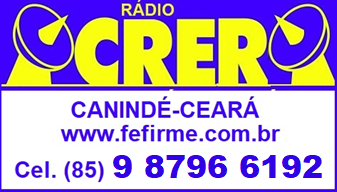 RÁDIO
CRER
CANINDÉ-CEARÁ
www.fefirme.com.br
Cel. (85) 9 8796 6192